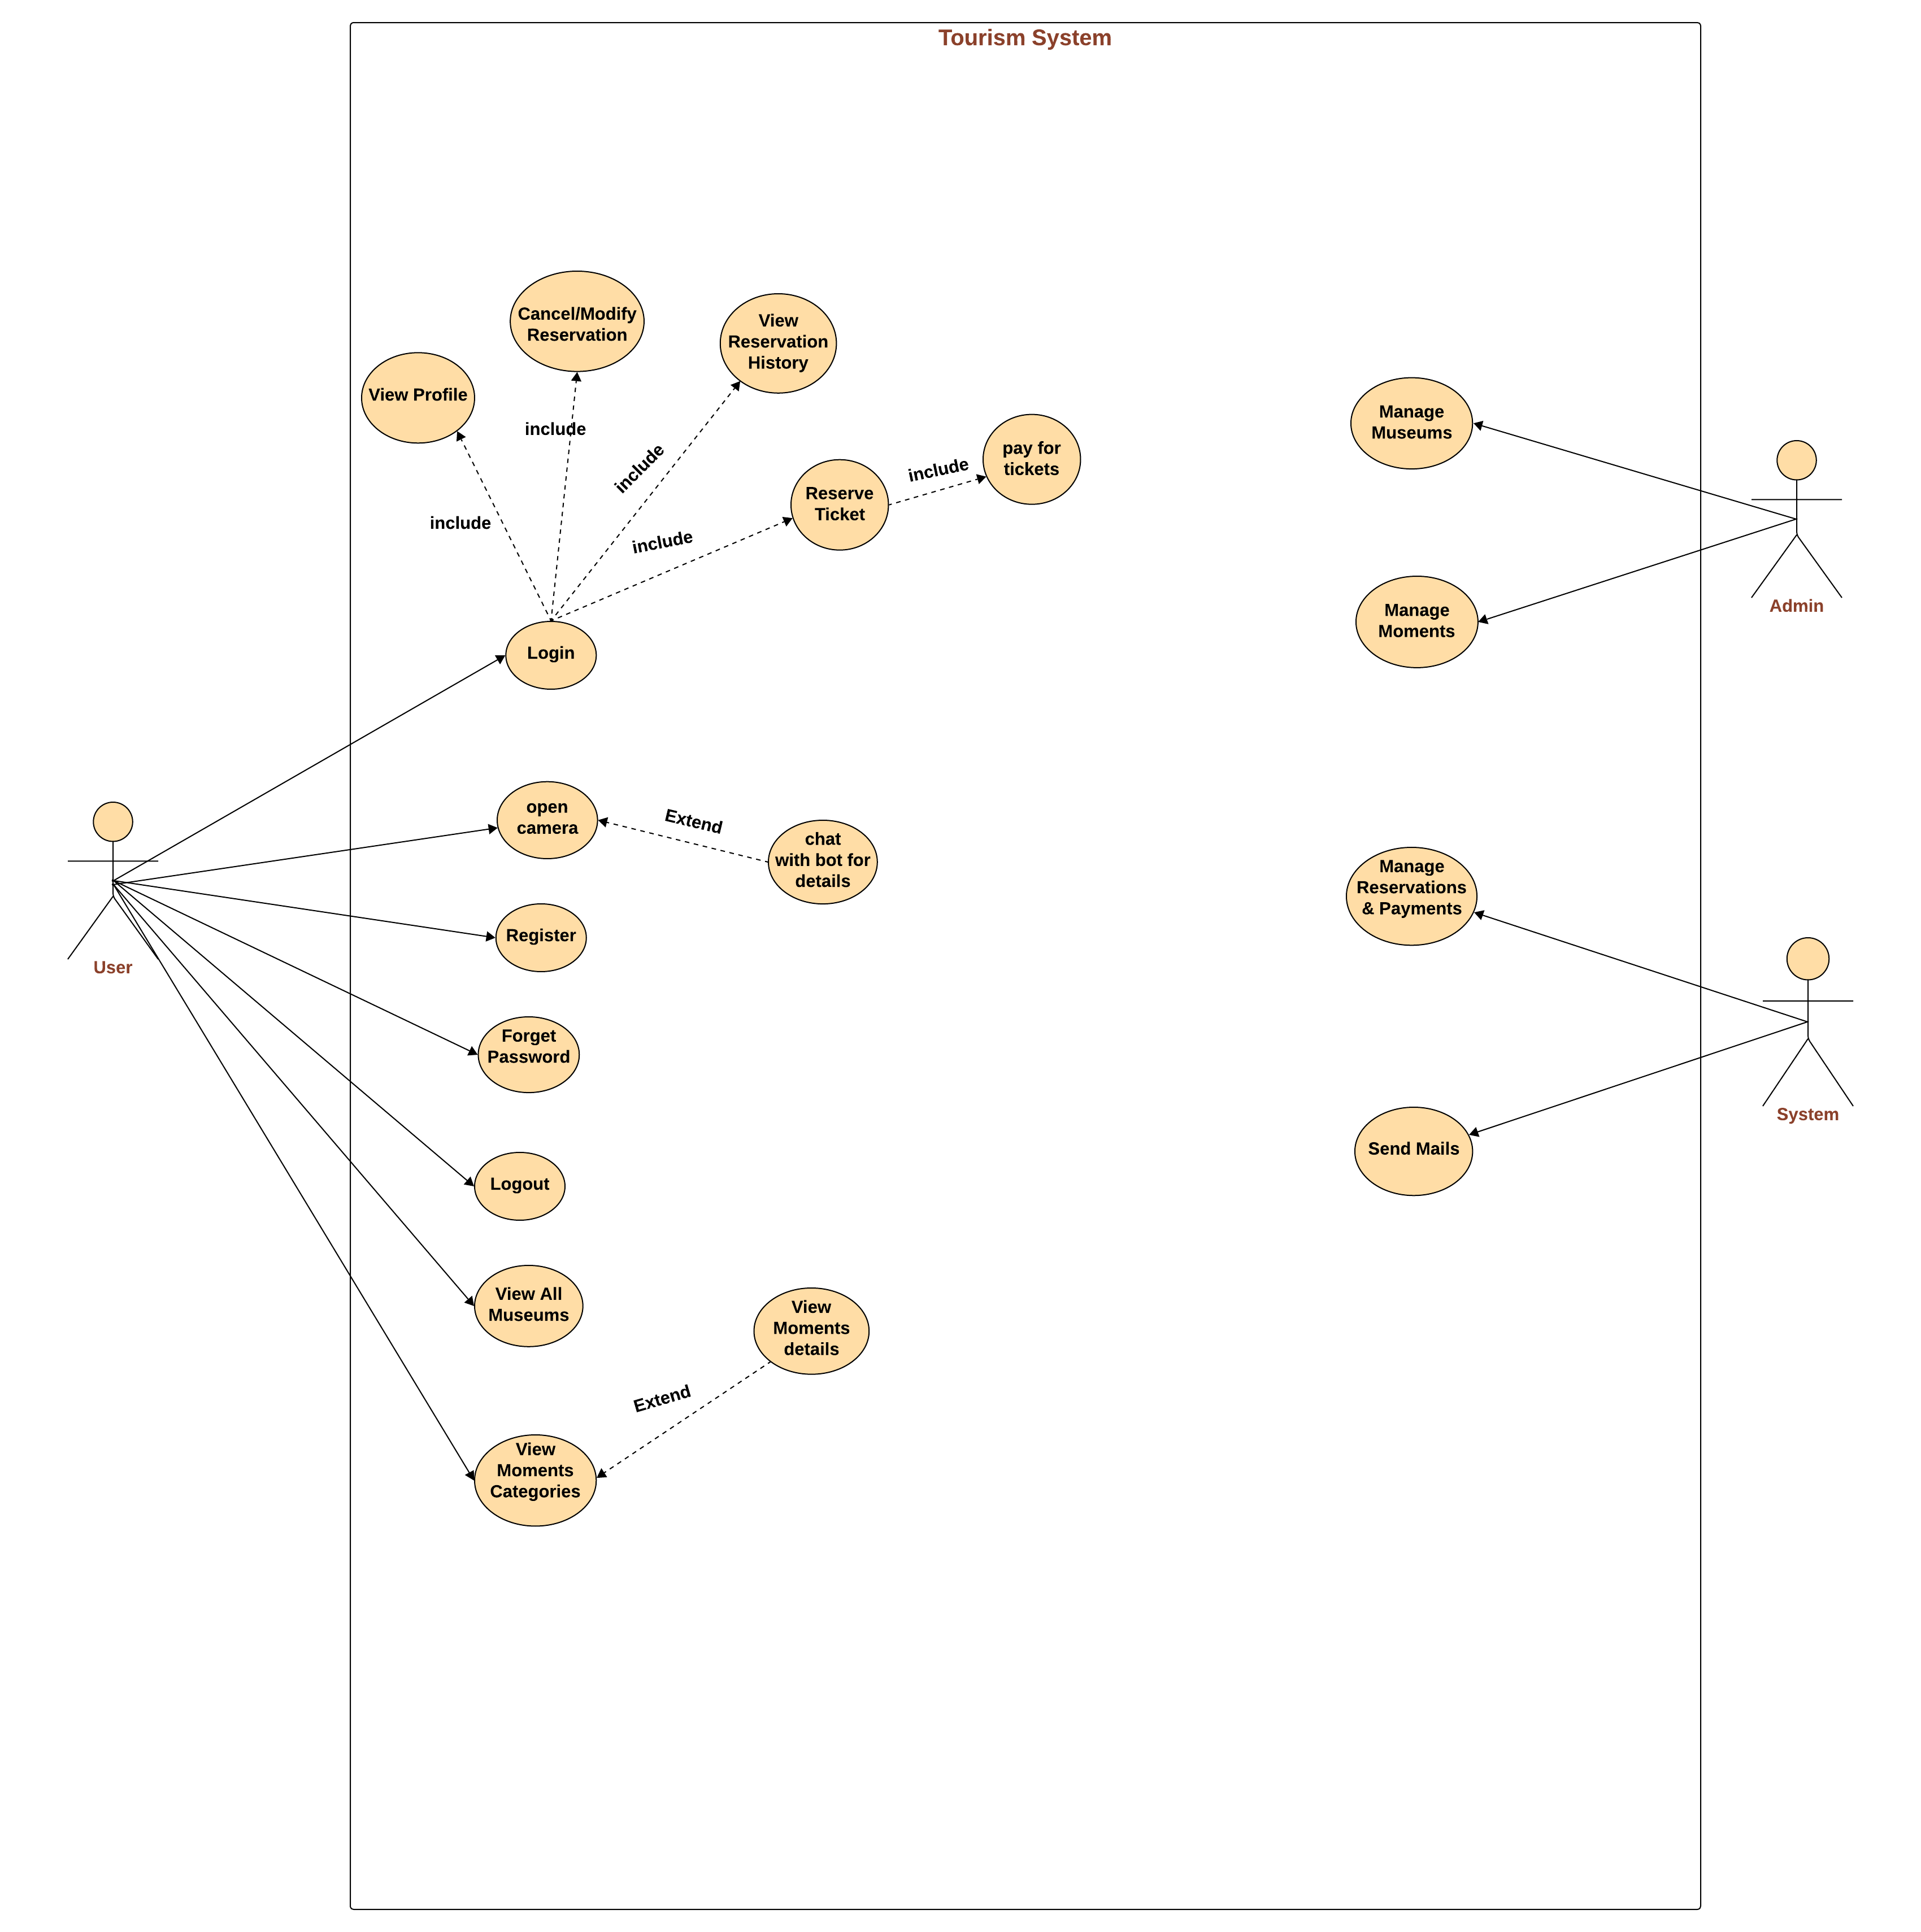 Tourism System
Cancel/Modify
Reservation
View
Reservation
History
View Profile
Manage
Museums
include
pay for
tickets
include
include
Reserve
Ticket
include
include
Admin
Manage
Moments
Login
open
camera
Extend
chat
with bot for
details
Manage
Reservations
& Payments
Register
User
Forget
Password
System
Send Mails
Logout
View All
Museums
View
Moments
details
Extend
View
Moments
Categories